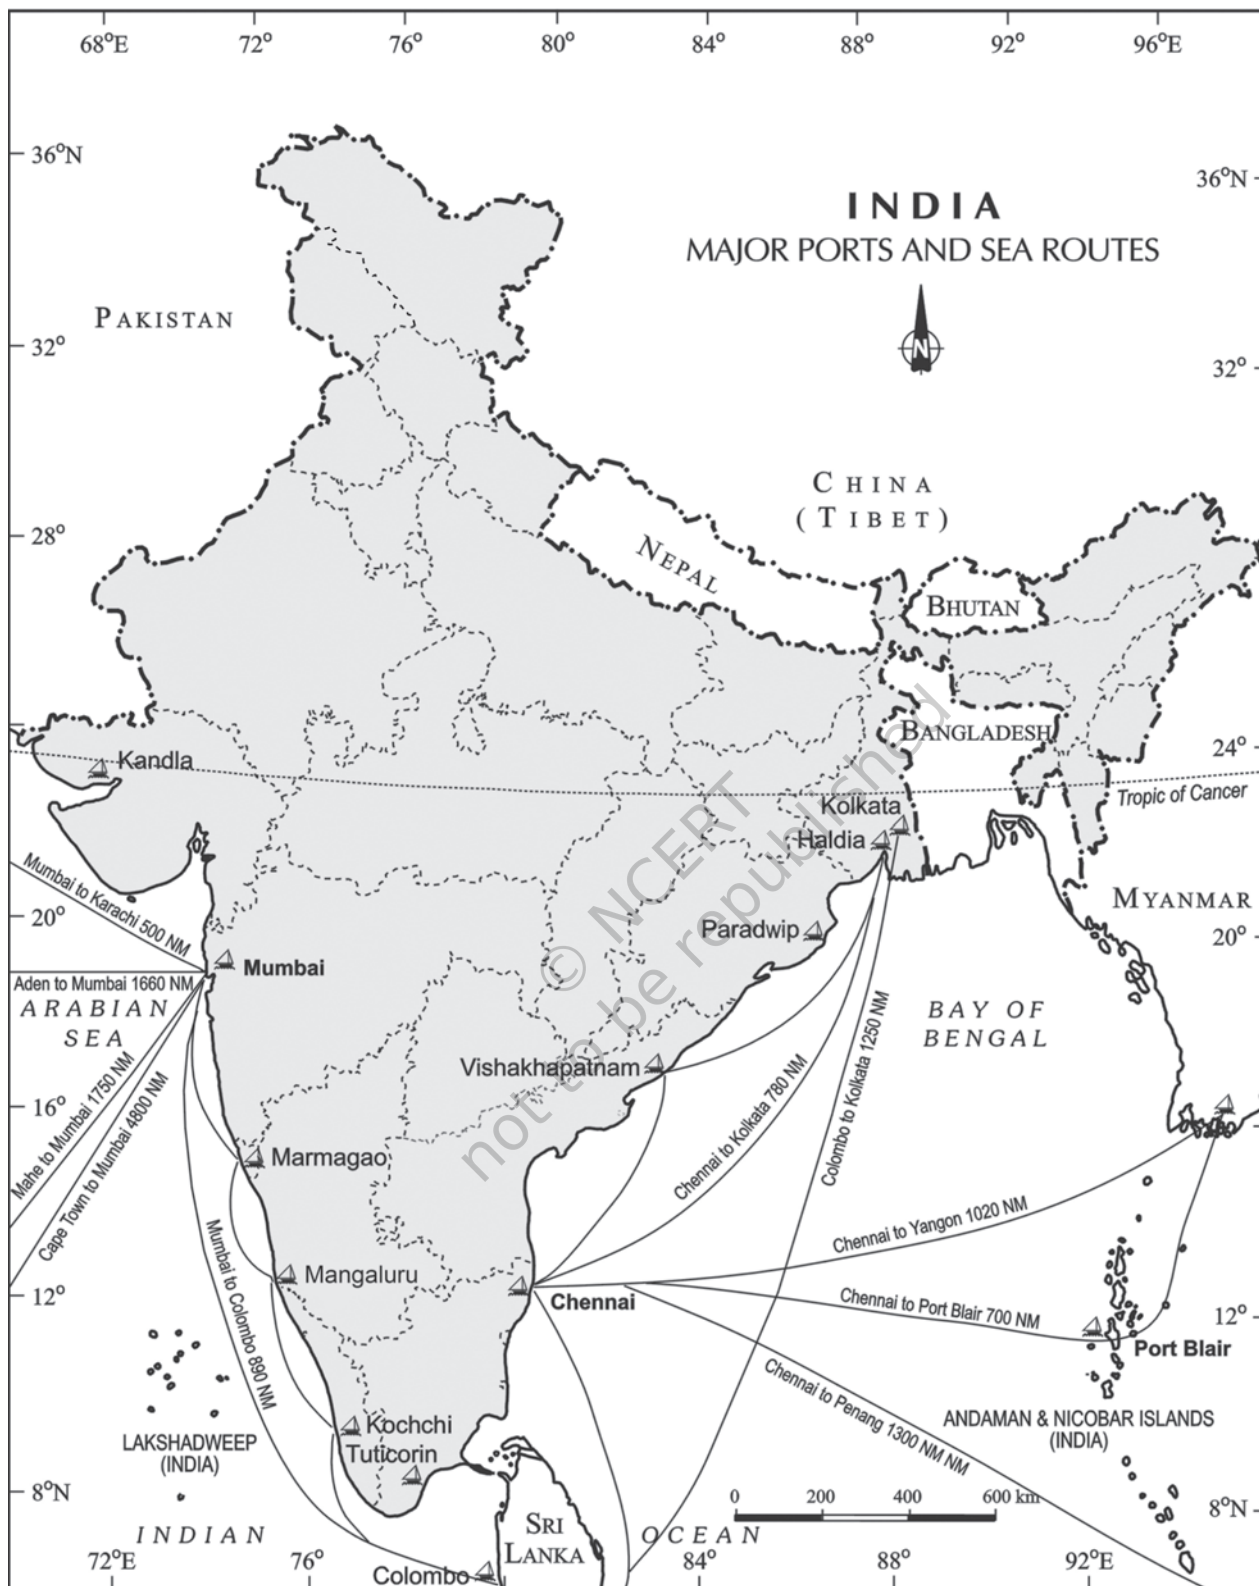 68°E 72° 76° 80° 84° 88° 92° 96°E
36°N
36°N
INDIA
MAJOR PORTS AND SEA ROUTES
N
PAKISTAN
32°
32°
CHINA
(TIBET)
28°
NEPAL
BHUTAN
BANGLADESH
24°
Kandla
Tropic of Cancer
Kolkata
Haldia
Mumbai to Karachi 500 NM
MYANMAR
20°
20°
Paradwip
Mumbai
Aden to Mumbai 1660 NM
ARABIAN
SEA
BAY OF
BENGAL
© NCERT
not to be republished
Vishakhapatnam
Mahe to Mumbai 1750 NM
Cape Town to Mumbai 4800 NM
Chennai to Kolkata 780 NM
Colombo to Kolkata 1250 NM
16°
Marmagao
Chennai to Yangon 1020 NM
Mumbai to Colombo 890 NM
Mangaluru
12°
12°
Chennai
Chennai to Port Blair 700 NM
Port Blair
Chennai to Penang 1300 NM NM
Kochchi
Tuticorin
LAKSHADWEEP
(INDIA)
ANDAMAN & NICOBAR ISLANDS
(INDIA)
8°N
8°N
0 200 400 600 km
INDIAN OCEAN
SRI
LANKA
Colombo
72°E 76° 84° 88° 92°E